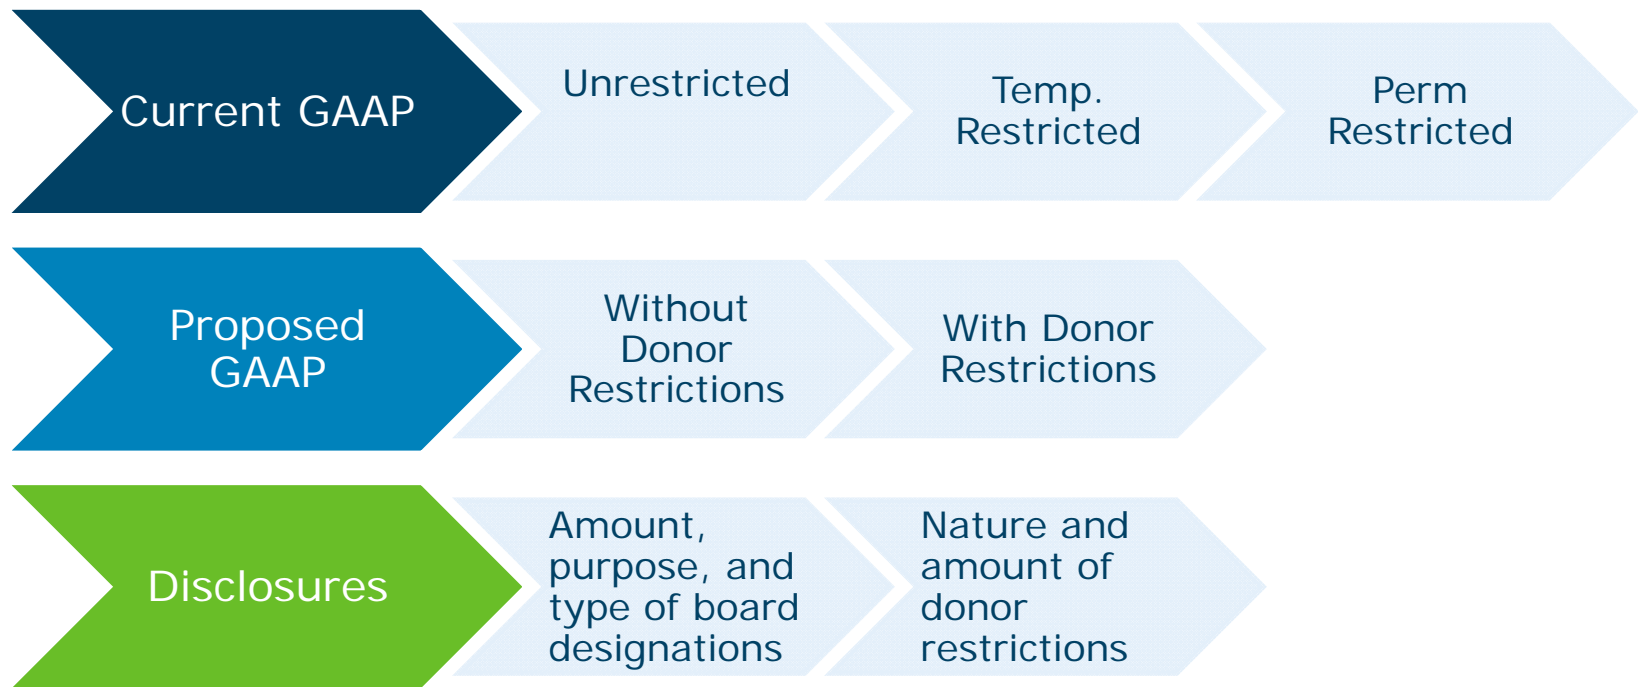 Current GAAP
Unrestricted
Temp.
Restricted
Perm
Restricted
Proposed
GAAP
Without
Donor
Restrictions
With Donor
Restrictions
Disclosures
Amount,
purpose, and
type of board
designations
Nature and
amount of
donor
restrictions